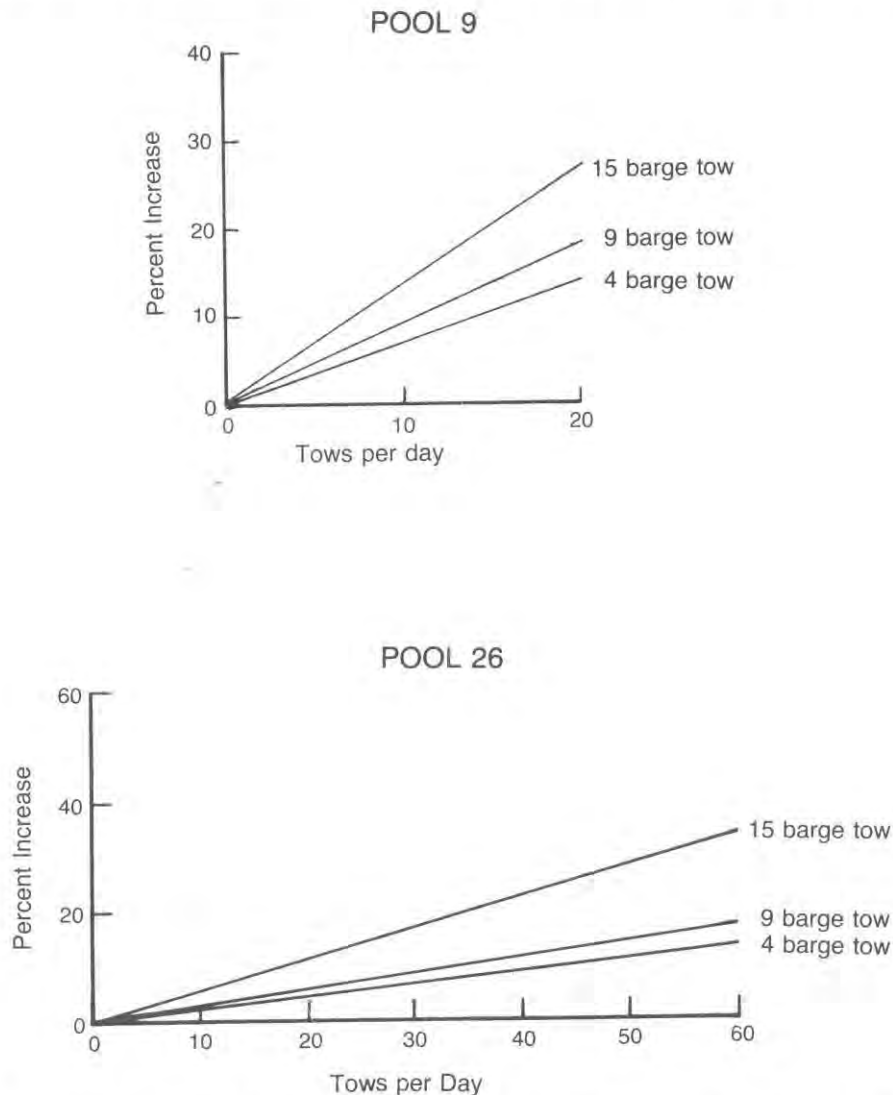 POOL 9
40
30
20
10
0
Percent Increase
15 barge tow
9 barge tow
4 barge tow
0 10 20
Tows per day
POOL 26
60
40
20
0
Percent Increase
15 barge tow
9 barge tow
4 barge tow
0 10 20 30 40 50 60
Tows per Day